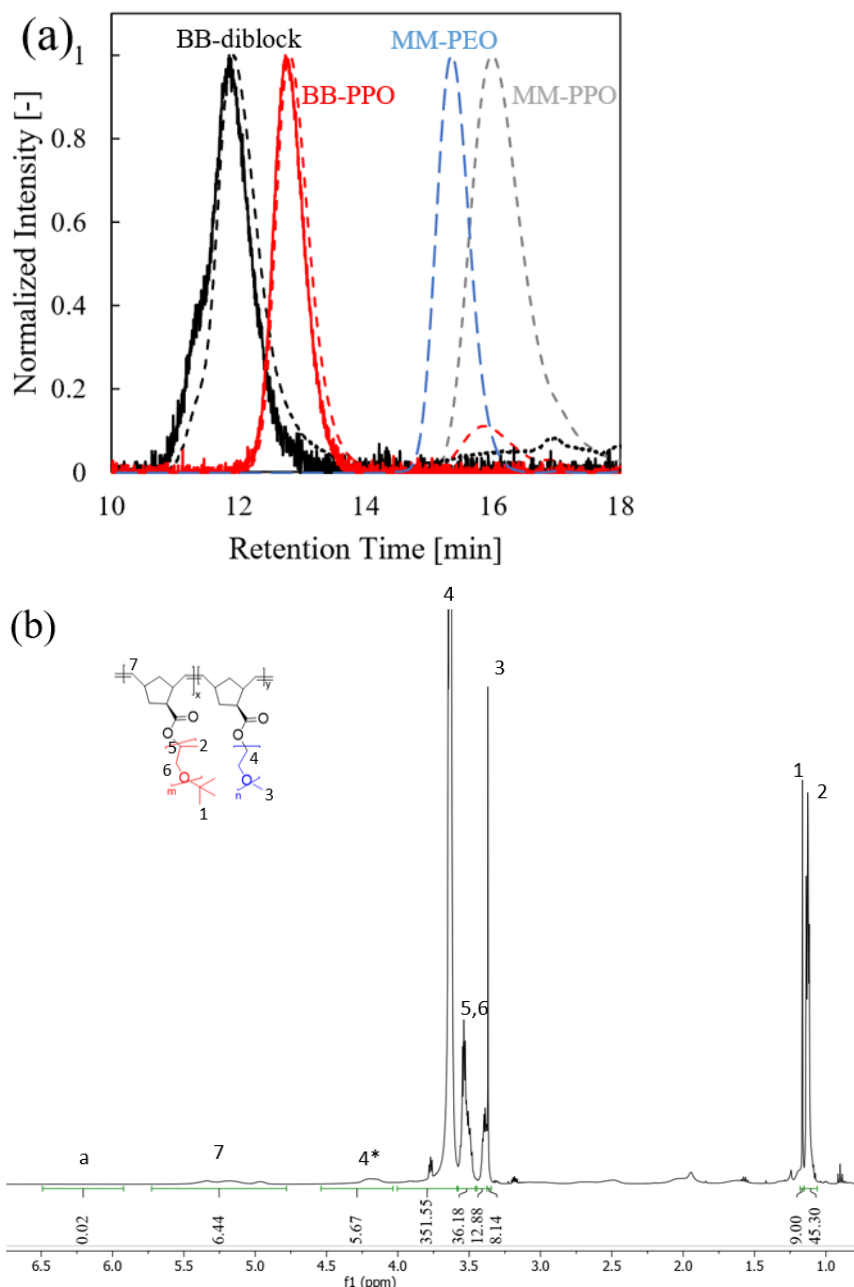 (a)
BB-diblock
MM-PEO
BB-PPO
MM-PPO
1
0.8
0.6
0.4
0.2
0
Normalized Intensity [-]
10 12 14 16 18
Retention Time [min]
(b)
4
3
1
2
7
x
y
O
O
O
O
5
2
4
6
O
O
m
n
3
1
5,6
a
7
4*
0.02
6.44
5.67
351.55
36.18
12.88
8.14
9.00
45.30
6.5 6.0 5.5 5.0 4.5 4.0 3.5 3.0 2.5 2.0 1.5 1.0
f1 (ppm)